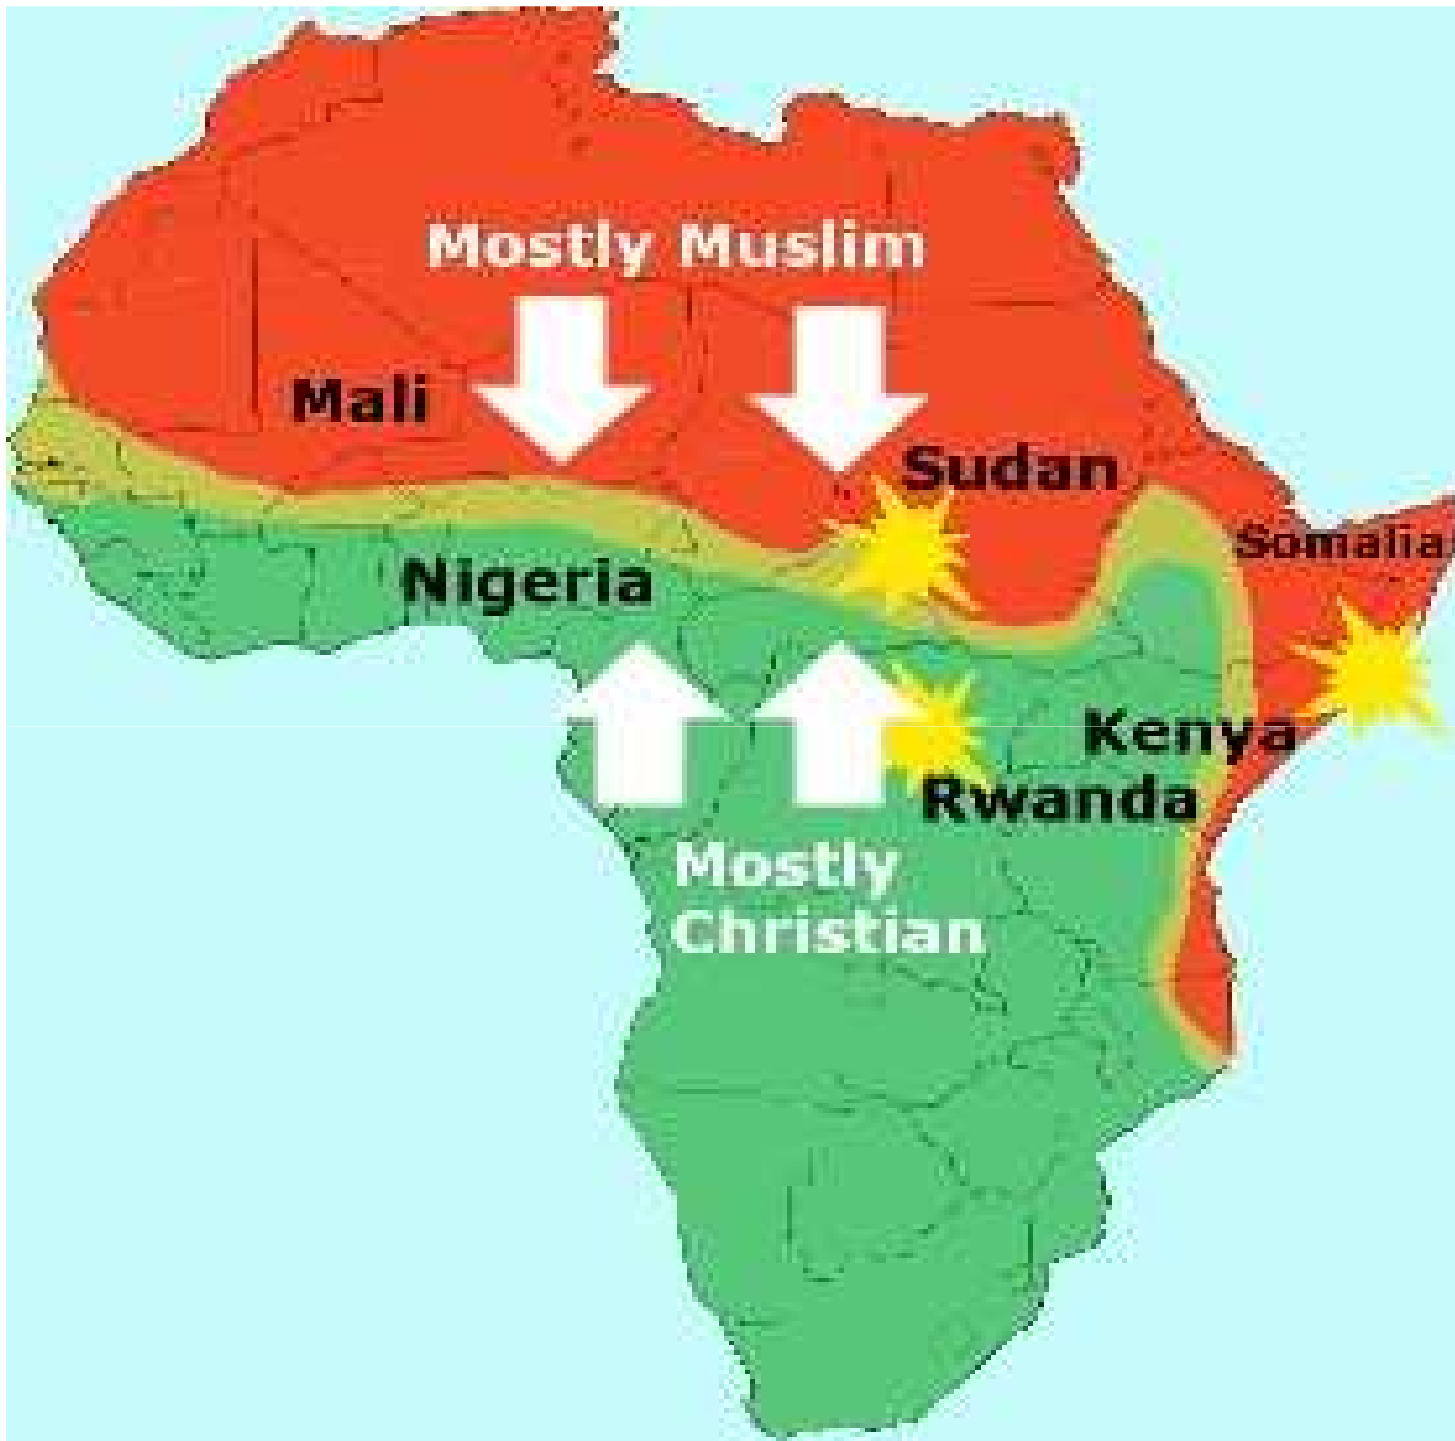 Mostly Muslim
Mali
Sudan
Somalia
Nigeria
Kenya
Rwanda
Mostly
Christian